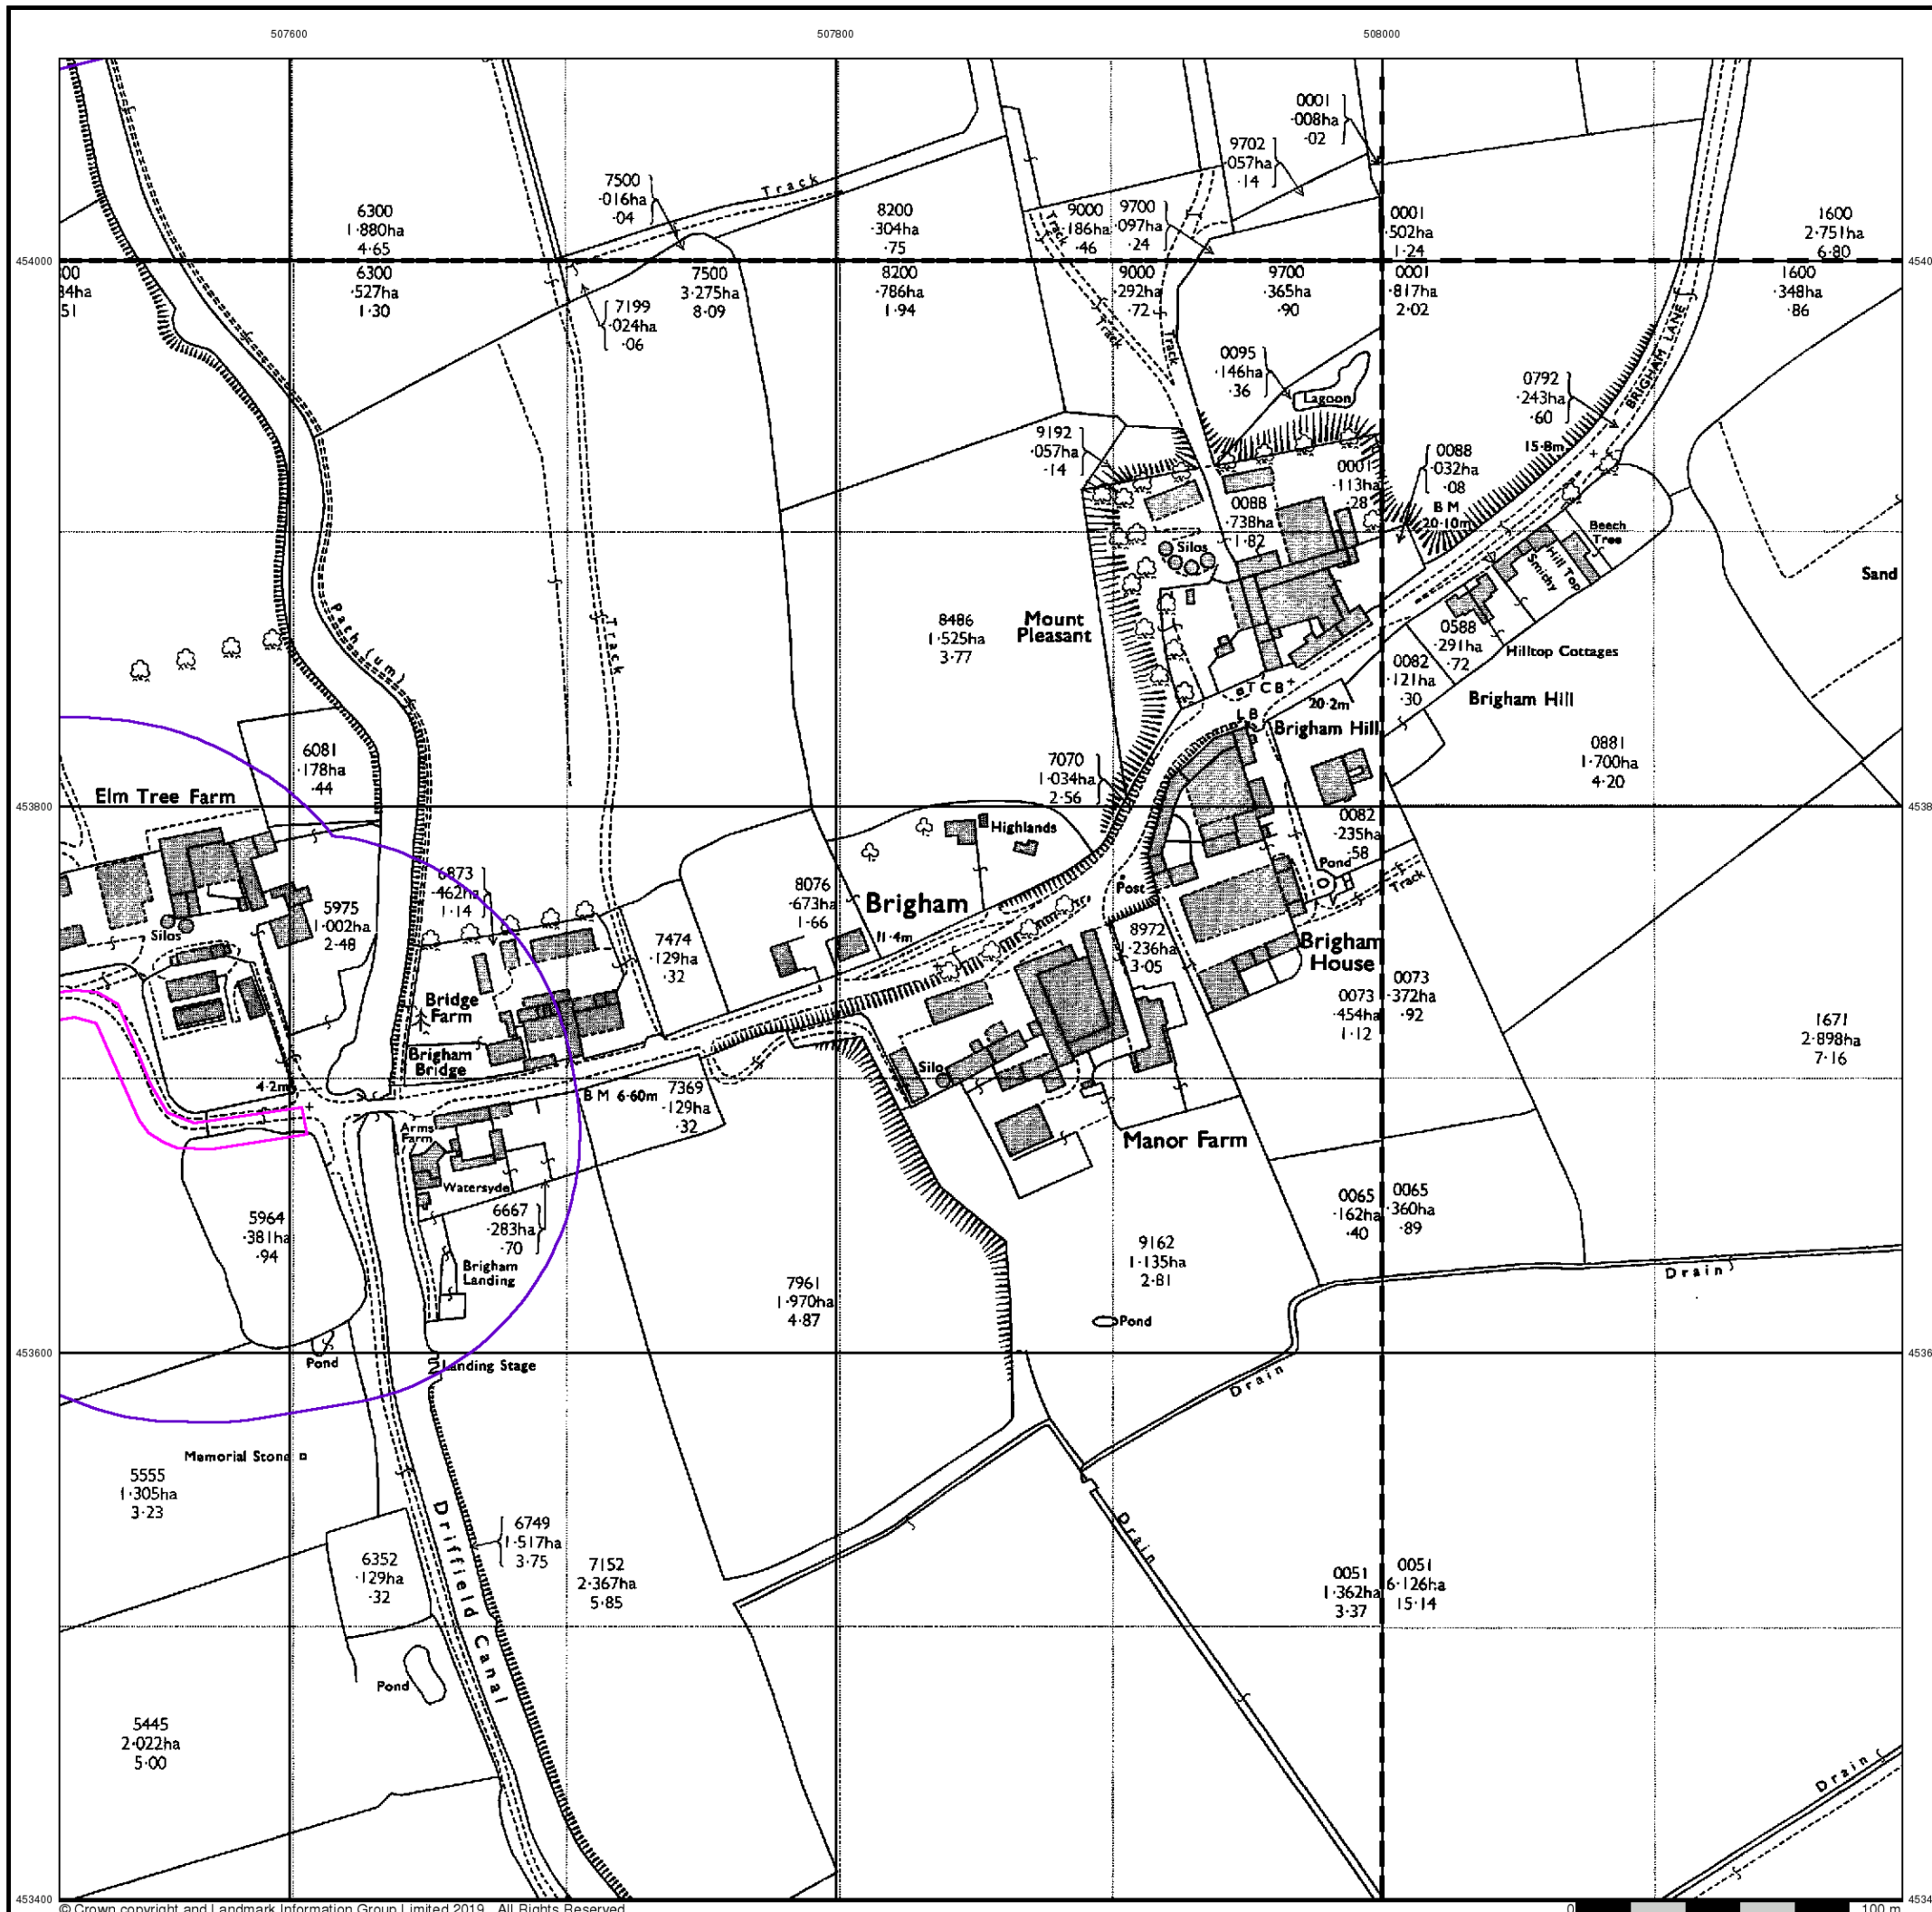 507600
507800
508000
0001
·008ha
·02
9702
·057ha
·14
7500
·016ha
·04
Track
6300
1·880ha
4·65
8200
·304ha
·75
Track
9000
·186ha
·46
9700
·097ha
·24
0001
·502ha
1·24
1600
2·751ha
6·80
454000
6300
·527ha
1·30
7500
3·275ha
8·09
8200
·786ha
1·94
9000
·292ha
·72
9700
·365ha
·90
0001
·817ha
2·02
1600
·348ha
·86
7199
·024ha
·06
Track
Track
BRIGHAM LANE
0095
·146ha
·36
Lagoon
0792
·243ha
·60
15·8m
9192
·057ha
·14
0001
·113ha
·28
0088
·032ha
·08
B M
20·10m
0088
·738ha
1·82
Silos
Beech
Tree
Hill Top
Smithy
Sand
Path (um)
Track
8486
1·525ha
3·77
Mount
Pleasant
0588
·291ha
·72
Hilltop Cottages
0082
·121ha
·30
T C B
20·2m
L B
Brigham Hill
Brigham Hill
6081
·178ha
·44
7070
1·034ha
2·56
0881
1·700ha
4·20
Elm Tree Farm
453800
Highlands
0082
·235ha
·58
Pond
Track
6873
·462ha
1·14
8076
·673ha
1·66
Brigham
Post
5975
1·002ha
2·48
Silos
7474
·129ha
·32
11·4m
8972
1·236ha
3·05
Brigham
House
0073
·454ha
1·12
0073
·372ha
·92
1671
2·898ha
7·16
Bridge
Farm
Brigham
Bridge
4·2m
B M 6·60m
7369
·129ha
·32
Silo
Arms
Farm
Manor Farm
Watersyde
6667
·283ha
·70
5964
·381ha
·94
0065
·162ha
·40
0065
·360ha
·89
Brigham
Landing
7961
1·970ha
4·87
9162
1·135ha
2·81
Drain
Pond
453600
Pond
Landing Stage
Drain
Memorial Stone
5555
1·305ha
3·23
Driffield Canal
6749
1·517ha
3·75
Drain
6352
·129ha
·32
7152
2·367ha
5·85
0051
1·362ha
3·37
0051
6·126ha
15·14
Pond
5445
2·022ha
5·00
Drain
453400
© Crown copyright and Landmark Information Group Limited 2019. All Rights Reserved
0
100 m